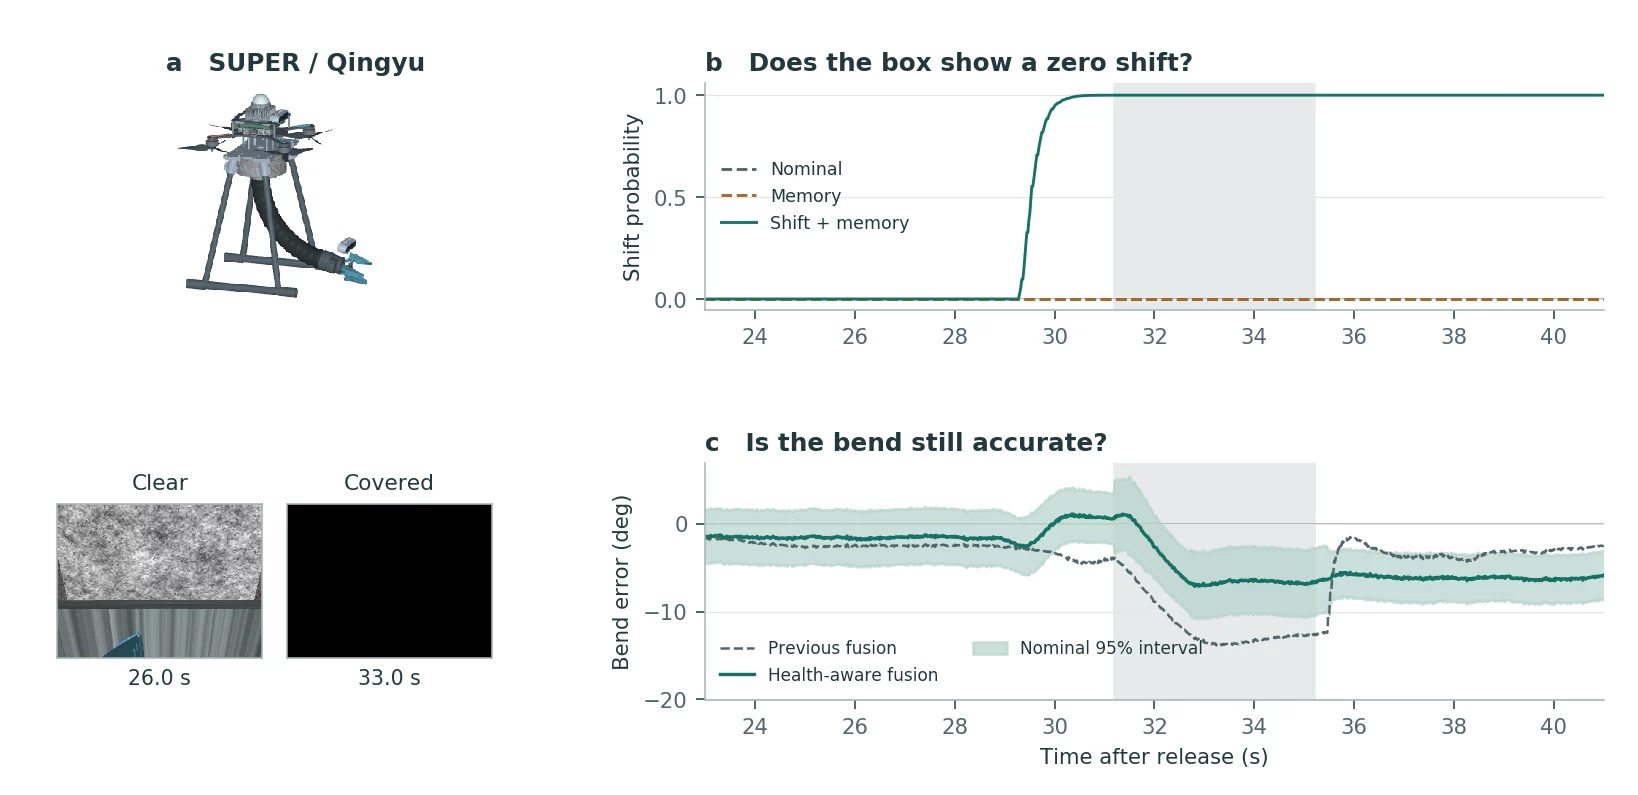 a SUPER / Qingyu
b Does the box show a zero shift?
Shift probability
1.0
0.5
0.0
Nominal
Memory
Shift + memory
24 26 28 30 32 34 36 38 40
Clear
Covered
26.0 s
33.0 s
c Is the bend still accurate?
Bend error (deg)
0
−10
−20
Previous fusion
Health-aware fusion
Nominal 95% interval
24 26 28 30 32 34 36 38 40
Time after release (s)